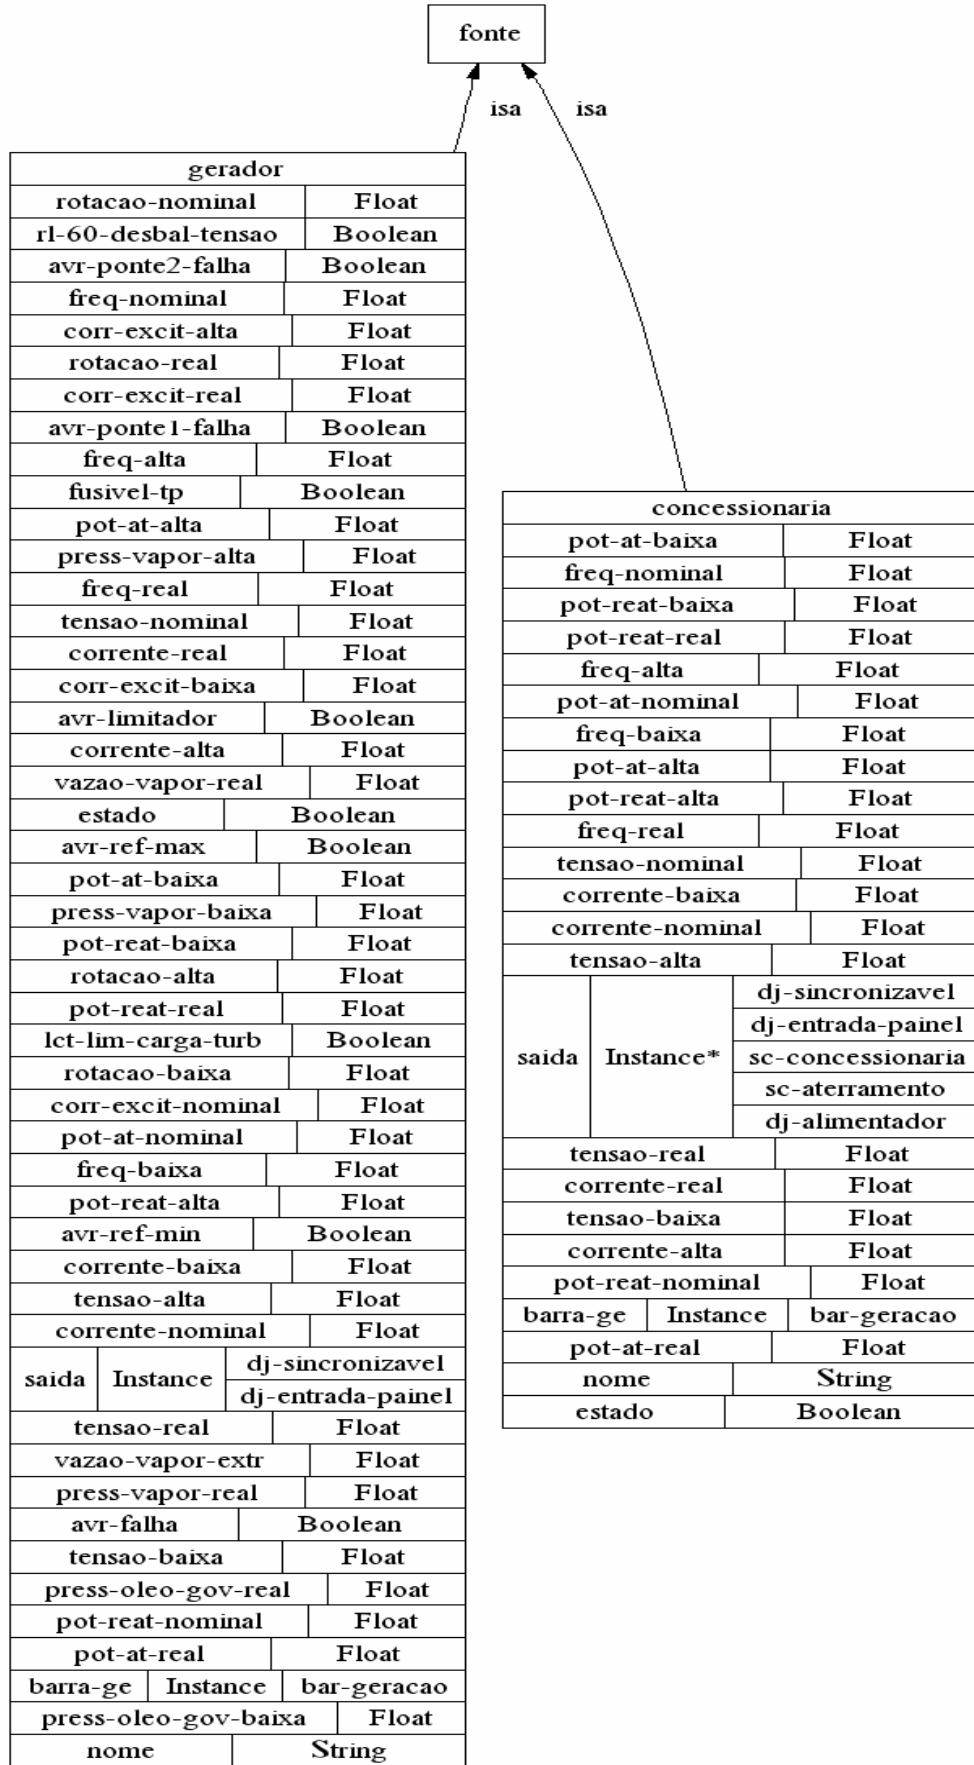 fonte
isa
isa
gerador
rotacao-nominal Float
rl-60-desbal-tensao Boolean
avr-ponte2-falha Boolean
freq-nominal Float
corr-excit-alta Float
rotacao-real Float
corr-excit-real Float
avr-ponte1-falha Boolean
freq-alta Float
fusivel-tp Boolean
pot-at-alta Float
press-vapor-alta Float
freq-real Float
tensao-nominal Float
corrente-real Float
corr-excit-baixa Float
avr-limitador Boolean
corrente-alta Float
vazao-vapor-real Float
estado Boolean
avr-ref-max Boolean
pot-at-baixa Float
press-vapor-baixa Float
pot-reat-baixa Float
rotacao-alta Float
pot-reat-real Float
lct-lim-carga-turb Boolean
rotacao-baixa Float
corr-excit-nominal Float
pot-at-nominal Float
freq-baixa Float
pot-reat-alta Float
avr-ref-min Boolean
corrente-baixa Float
tensao-alta Float
corrente-nominal Float
saida Instance dj-sincronizavel
dj-entrada-painel
tensao-real Float
vazao-vapor-extr Float
press-vapor-real Float
avr-falha Boolean
tensao-baixa Float
press-oleo-gov-real Float
pot-reat-nominal Float
pot-at-real Float
barra-ge Instance bar-geracao
press-oleo-gov-baixa Float
nome String
concessionaria
pot-at-baixa Float
freq-nominal Float
pot-reat-baixa Float
pot-reat-real Float
freq-alta Float
pot-at-nominal Float
freq-baixa Float
pot-at-alta Float
pot-reat-alta Float
freq-real Float
tensao-nominal Float
corrente-baixa Float
corrente-nominal Float
tensao-alta Float
saida Instance* dj-sincronizavel
dj-entrada-painel
sc-concessionaria
sc-aterramento
dj-alimentador
tensao-real Float
corrente-real Float
tensao-baixa Float
corrente-alta Float
pot-reat-nominal Float
barra-ge Instance bar-geracao
pot-at-real Float
nome String
estado Boolean